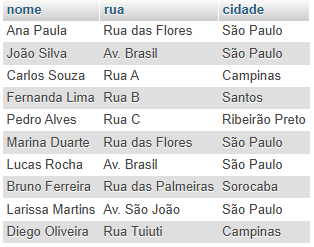 nome rua cidade
Ana Paula Rua das Flores São Paulo
João Silva Av. Brasil São Paulo
Carlos Souza Rua A Campinas
Fernanda Lima Rua B Santos
Pedro Alves Rua C Ribeirão Preto
Marina Duarte Rua das Flores São Paulo
Lucas Rocha Av. Brasil São Paulo
Bruno Ferreira Rua das Palmeiras Sorocaba
Larissa Martins Av. São João São Paulo
Diego Oliveira Rua Tuiuti Campinas